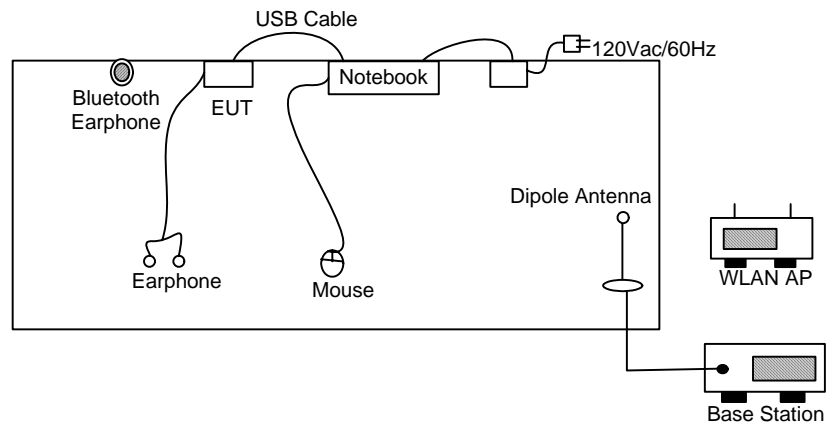 USB Cable
120Vac/60Hz
Notebook
Bluetooth
Earphone
EUT
Dipole Antenna
WLAN AP
Earphone
Mouse
Base Station